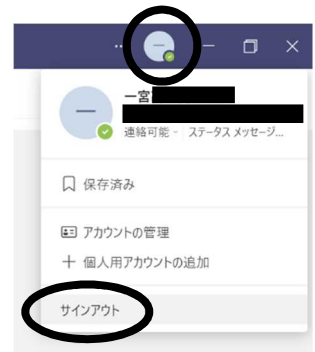 一宮
連絡可能 ステータス メッセージ...
保存済み
アカウントの管理
+ 個人用アカウントの追加
サインアウト